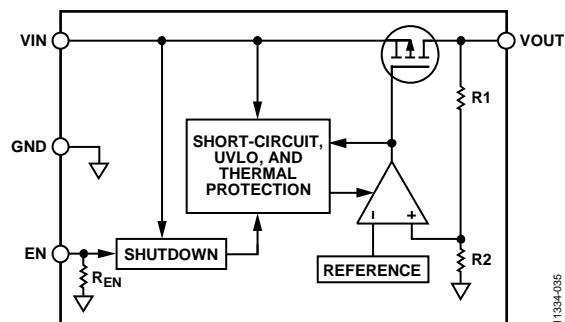 VIN
VOUT
R1
GND
SHORT-CIRCUIT,
UVLO, AND
THERMAL
PROTECTION
EN
SHUTDOWN
REN
– +
REFERENCE
R2
11334-035